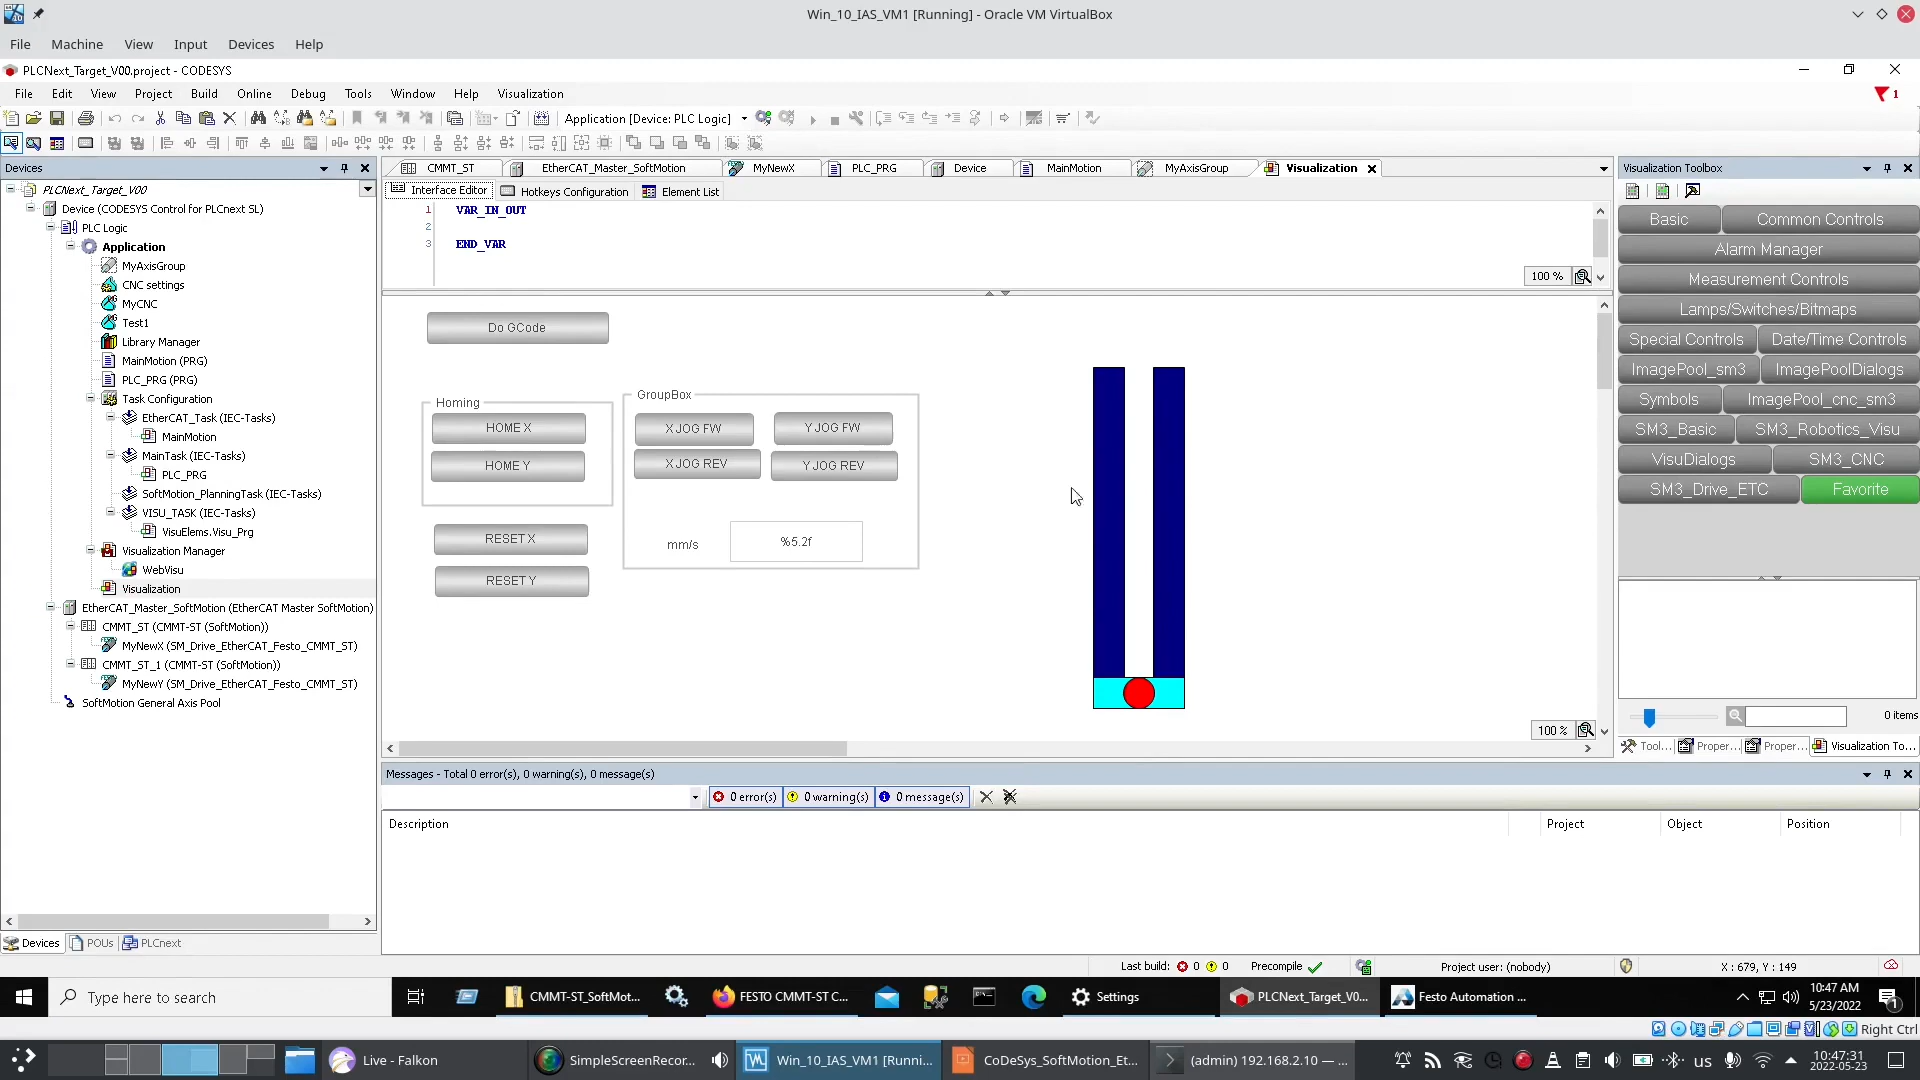 Win_10_IAS_VM1 [Running] - Oracle VM VirtualBox
File Machine View Input Devices Help
PLCNext_Target_V00.project - CODESYS
File Edit View Project Build Online Debug Tools Window Help Visualization
1
Application [Device: PLC Logic]
Devices
CMMT_ST EtherCAT_Master_SoftMotion MyNewX PLC_PRG Device MainMotion MyAxisGroup Visualization
Visualization Toolbox
PLCNext_Target_V00
Device (CODESYS Control for PLCnext SL)
PLC Logic
Application
MyAxisGroup
CNC settings
MyCNC
Test1
Library Manager
MainMotion (PRG)
PLC_PRG (PRG)
Task Configuration
EtherCAT_Task (IEC-Tasks)
MainMotion
MainTask (IEC-Tasks)
PLC_PRG
SoftMotion_PlanningTask (IEC-Tasks)
VISU_TASK (IEC-Tasks)
VisuElems.Visu_Prg
Visualization Manager
WebVisu
Visualization
EtherCAT_Master_SoftMotion (EtherCAT Master SoftMotion)
CMMT_ST (CMMT-ST (SoftMotion))
MyNewX (SM_Drive_EtherCAT_Festo_CMMT_ST)
CMMT_ST_1 (CMMT-ST (SoftMotion))
MyNewY (SM_Drive_EtherCAT_Festo_CMMT_ST)
SoftMotion General Axis Pool
Devices POUs PLCnext
Interface Editor Hotkeys Configuration Element List
1 VAR_IN_OUT
2
3 END_VAR
100 %
Do GCode
Homing
HOME X
HOME Y
RESET X
RESET Y
GroupBox
X JOG FW Y JOG FW
X JOG REV Y JOG REV
mm/s %5.2f
100 %
Basic Common Controls
Alarm Manager
Measurement Controls
Lamps/Switches/Bitmaps
Special Controls Date/Time Controls
ImagePool_sm3 ImagePoolDialogs
Symbols ImagePool_cnc_sm3
SM3_Basic SM3_Robotics_Visu
VisuDialogs SM3_CNC
SM3_Drive_ETC Favorite
0 items
Tool... Proper... Proper... Visualization To...
Messages - Total 0 error(s), 0 warning(s), 0 message(s)
0 error(s) 0 warning(s) 0 message(s)
Description Project Object Position
Last build: 0 0 Precompile Project user: (nobody) X : 679, Y : 149
Type here to search CMMT-ST_SoftMot... FESTO CMMT-ST C... Settings PLCNext_Target_V0... Festo Automation ...
10:47 AM
5/23/2022
1
Right Ctrl
Live - Falkon SimpleScreenRecor... Win_10_IAS_VM1 [Runni... CoDeSys_SoftMotion_Et... (admin) 192.168.2.10 — ... us
10:47:31
2022-05-23